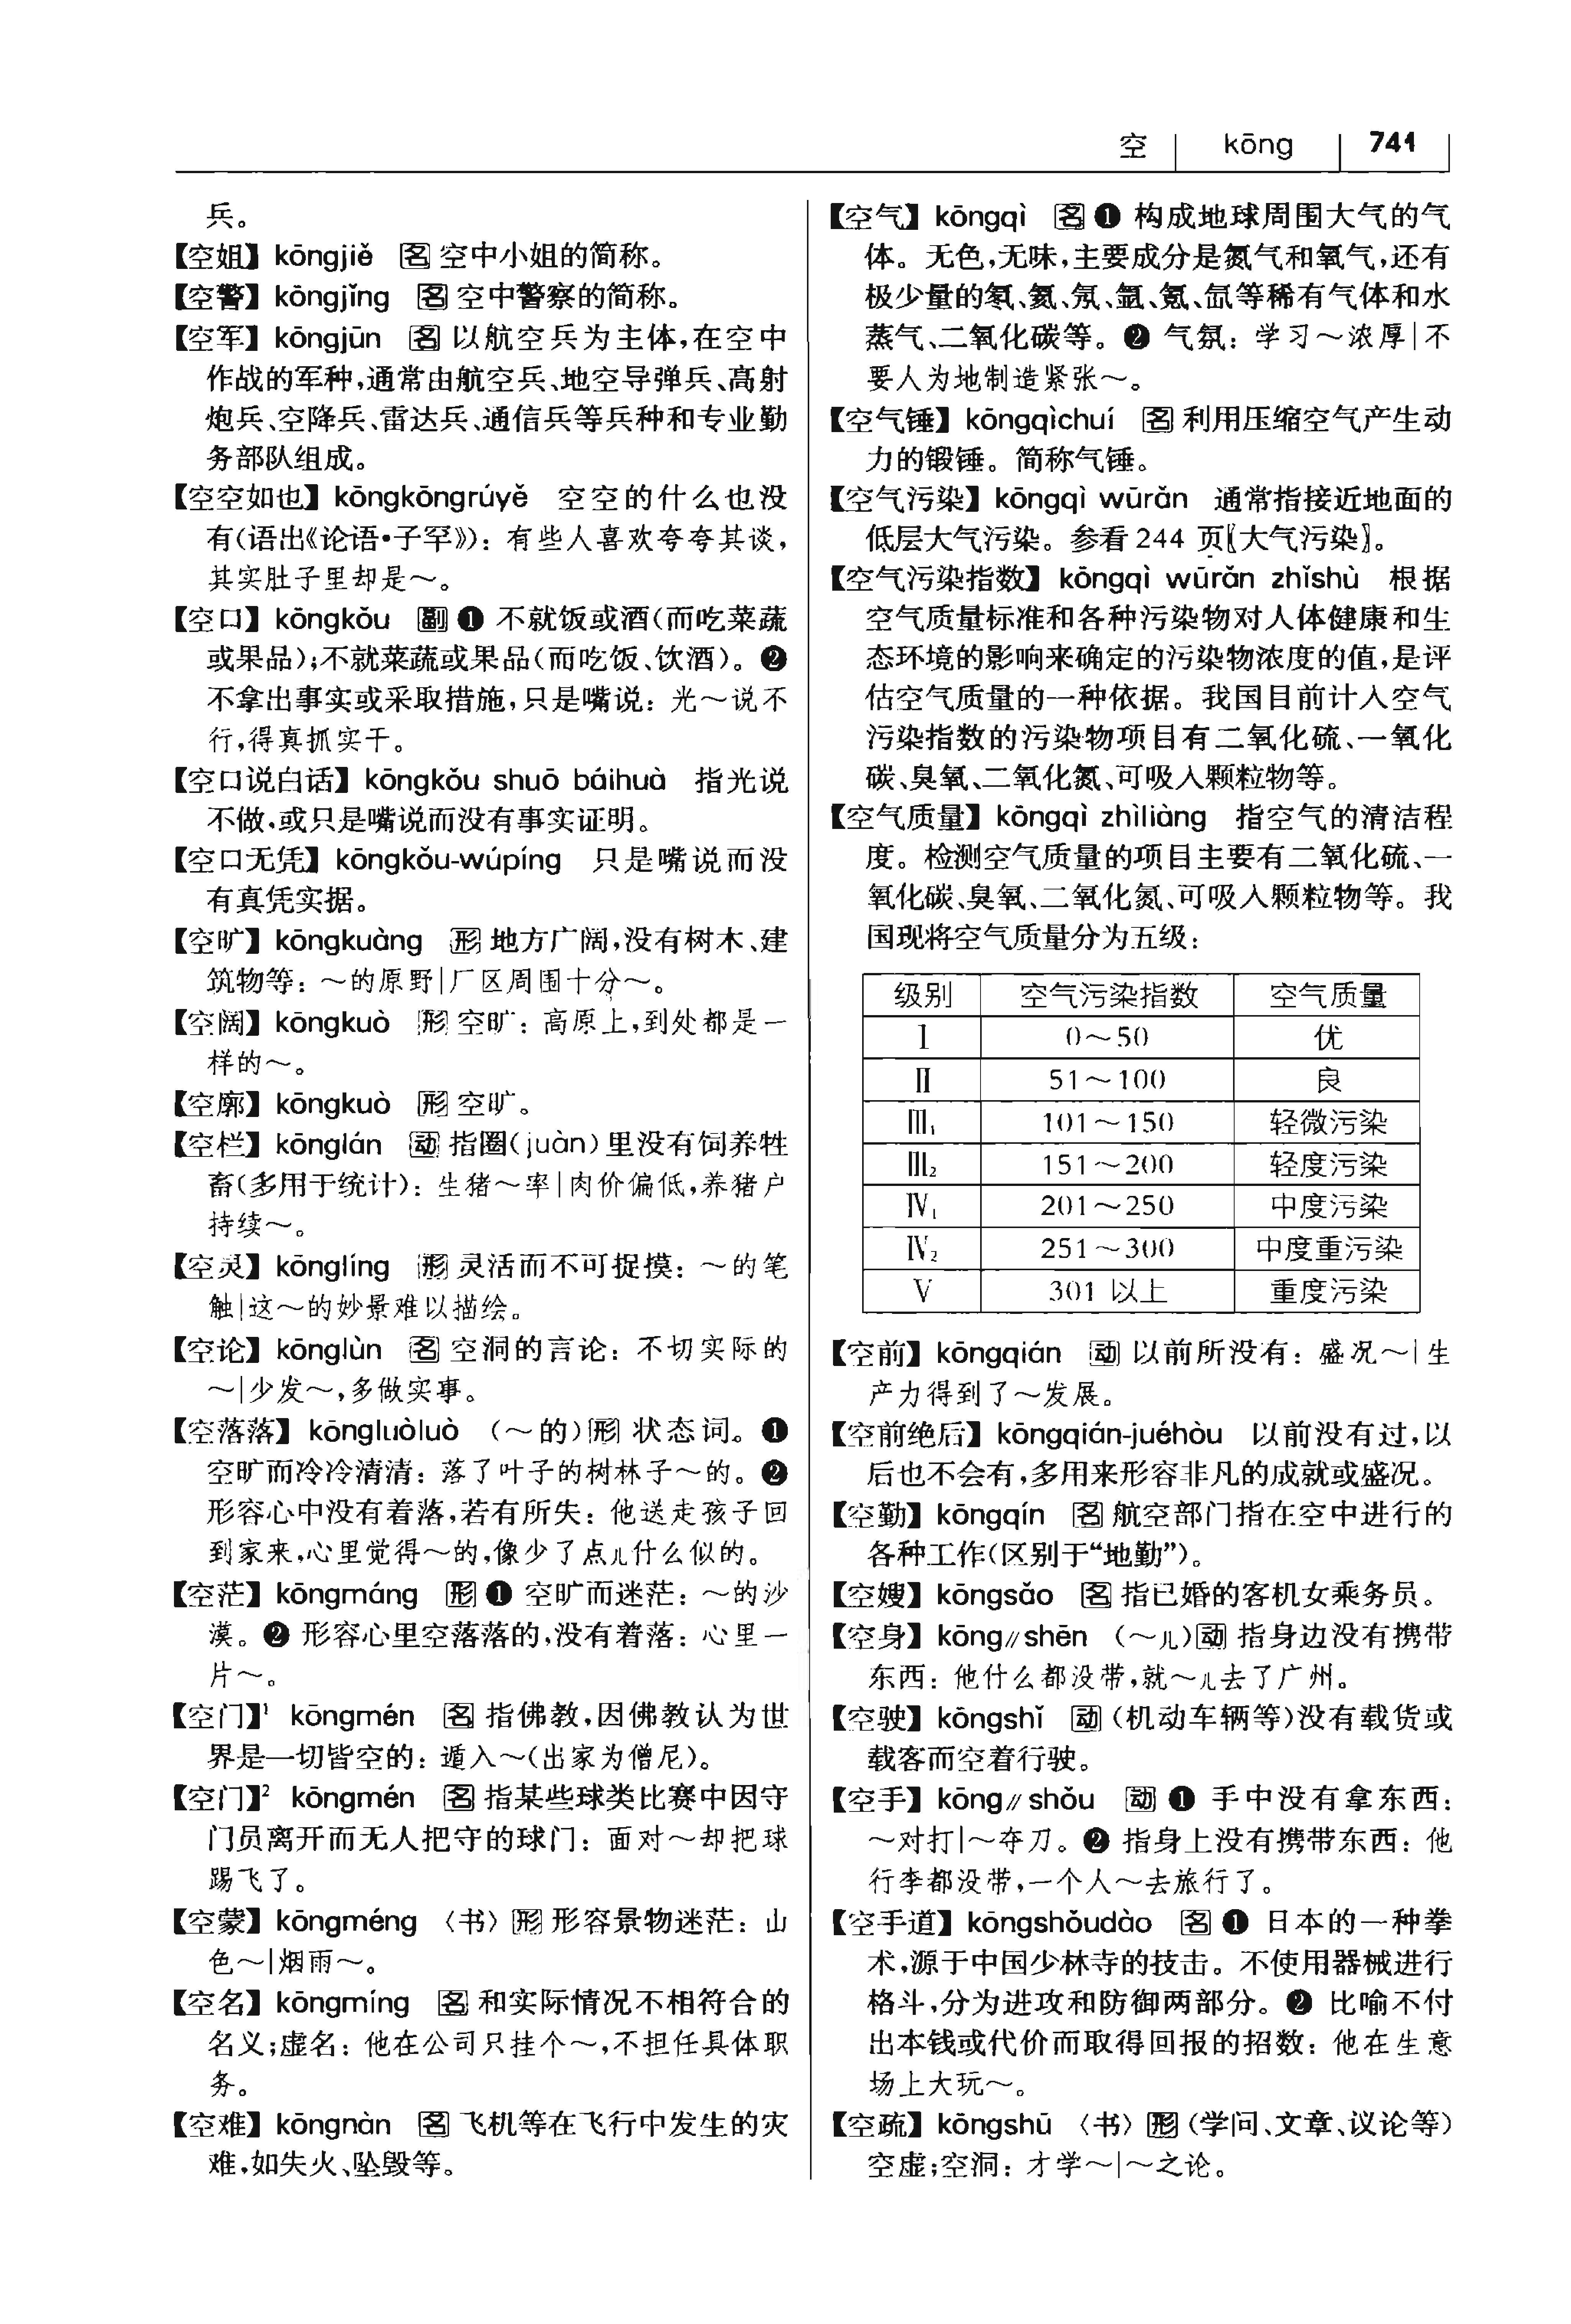 空 kōng 741
兵。
【空姐】 kōngjiě 名 空中小姐的简称。
【空警】 kōngjǐng 名 空中警察的简称。
【空军】 kōngjūn 名 以航空兵为主体,在空中
作战的军种,通常由航空兵、地空导弹兵、高射
炮兵、空降兵、雷达兵、通信兵等兵种和专业勤
务部队组成。
【空空如也】 kōngkōngrúyě 空空的什么也没
有(语出《论语·子罕》):有些人喜欢夸夸其谈,
其实肚子里却是～。
【空口】 kōngkǒu 副 ❶ 不就饭或酒(而吃菜蔬
或果品);不就菜蔬或果品(而吃饭、饮酒)。❷
不拿出事实或采取措施,只是嘴说:光～说不
行,得真抓实干。
【空口说白话】 kōngkǒu shuō báihuà 指光说
不做,或只是嘴说而没有事实证明。
【空口无凭】 kōngkǒu-wúpíng 只是嘴说而没
有真凭实据。
【空旷】 kōngkuàng 形 地方广阔,没有树木、建
筑物等:～的原野|厂区周围十分～。
【空阔】 kōngkuò 形 空旷:高原上,到处都是一
样的～。
【空廓】 kōngkuò 形 空旷。
【空栏】 kōnglán 动 指圈(juàn)里没有饲养牲
畜(多用于统计):生猪～率|肉价偏低,养猪户
持续～。
【空灵】 kōnglíng 形 灵活而不可捉摸:～的笔
触|这～的妙景难以描绘。
【空论】 kōnglùn 名 空洞的言论:不切实际的
～|少发～,多做实事。
【空落落】 kōngluòluò (～的)形 状态词。❶
空旷而冷冷清清:落了叶子的树林子～的。❷
形容心中没有着落,若有所失:他送走孩子回
到家来,心里觉得～的,像少了点儿什么似的。
【空茫】 kōngmáng 形 ❶ 空旷而迷茫:～的沙
漠。❷ 形容心里空落落的,没有着落:心里一
片～。
【空门】¹ kōngmén 名 指佛教,因佛教认为世
界是一切皆空的:遁入～(出家为僧尼)。
【空门】² kōngmén 名 指某些球类比赛中因守
门员离开而无人把守的球门:面对～却把球
踢飞了。
【空蒙】 kōngméng 〈书〉形 形容景物迷茫:山
色～|烟雨～。
【空名】 kōngmíng 名 和实际情况不相符合的
名义;虚名:他在公司只挂个～,不担任具体职
务。
【空难】 kōngnàn 名 飞机等在飞行中发生的灾
难,如失火、坠毁等。
【空气】 kōngqì 名 ❶ 构成地球周围大气的气
体。无色,无味,主要成分是氮气和氧气,还有
极少量的氡、氦、氖、氩、氪、氙等稀有气体和水
蒸气、二氧化碳等。❷ 气氛:学习～浓厚|不
要人为地制造紧张～。
【空气锤】 kōngqìchuí 名 利用压缩空气产生动
力的锻锤。简称气锤。
【空气污染】 kōngqì wūrǎn 通常指接近地面的
低层大气污染。参看 244 页〖大气污染〗。
【空气污染指数】 kōngqì wūrǎn zhǐshù 根据
空气质量标准和各种污染物对人体健康和生
态环境的影响来确定的污染物浓度的值,是评
估空气质量的一种依据。我国目前计入空气
污染指数的污染物项目有二氧化硫、一氧化
碳、臭氧、二氧化氮、可吸入颗粒物等。
【空气质量】 kōngqì zhìliàng 指空气的清洁程
度。检测空气质量的项目主要有二氧化硫、一
氧化碳、臭氧、二氧化氮、可吸入颗粒物等。我
国现将空气质量分为五级:
级别 空气污染指数 空气质量
Ⅰ 0～50 优
Ⅱ 51～100 良
Ⅲ₁ 101～150 轻微污染
Ⅲ₂ 151～200 轻度污染
Ⅳ₁ 201～250 中度污染
Ⅳ₂ 251～300 中度重污染
Ⅴ 301 以上 重度污染
【空前】 kōngqián 动 以前所没有:盛况～|生
产力得到了～发展。
【空前绝后】 kōngqián-juéhòu 以前没有过,以
后也不会有,多用来形容非凡的成就或盛况。
【空勤】 kōngqín 名 航空部门指在空中进行的
各种工作(区别于“地勤”)。
【空嫂】 kōngsǎo 名 指已婚的客机女乘务员。
【空身】 kōng//shēn (～儿)动 指身边没有携带
东西:他什么都没带,就～儿去了广州。
【空驶】 kōngshǐ 动 (机动车辆等)没有载货或
载客而空着行驶。
【空手】 kōng//shǒu 动 ❶ 手中没有拿东西:
～对打|～夺刀。❷ 指身上没有携带东西:他
行李都没带,一个人～去旅行了。
【空手道】 kōngshǒudào 名 ❶ 日本的一种拳
术,源于中国少林寺的技击。不使用器械进行
格斗,分为进攻和防御两部分。❷ 比喻不付
出本钱或代价而取得回报的招数:他在生意
场上大玩～。
【空疏】 kōngshū 〈书〉形 (学问、文章、议论等)
空虚;空洞:才学～|～之论。